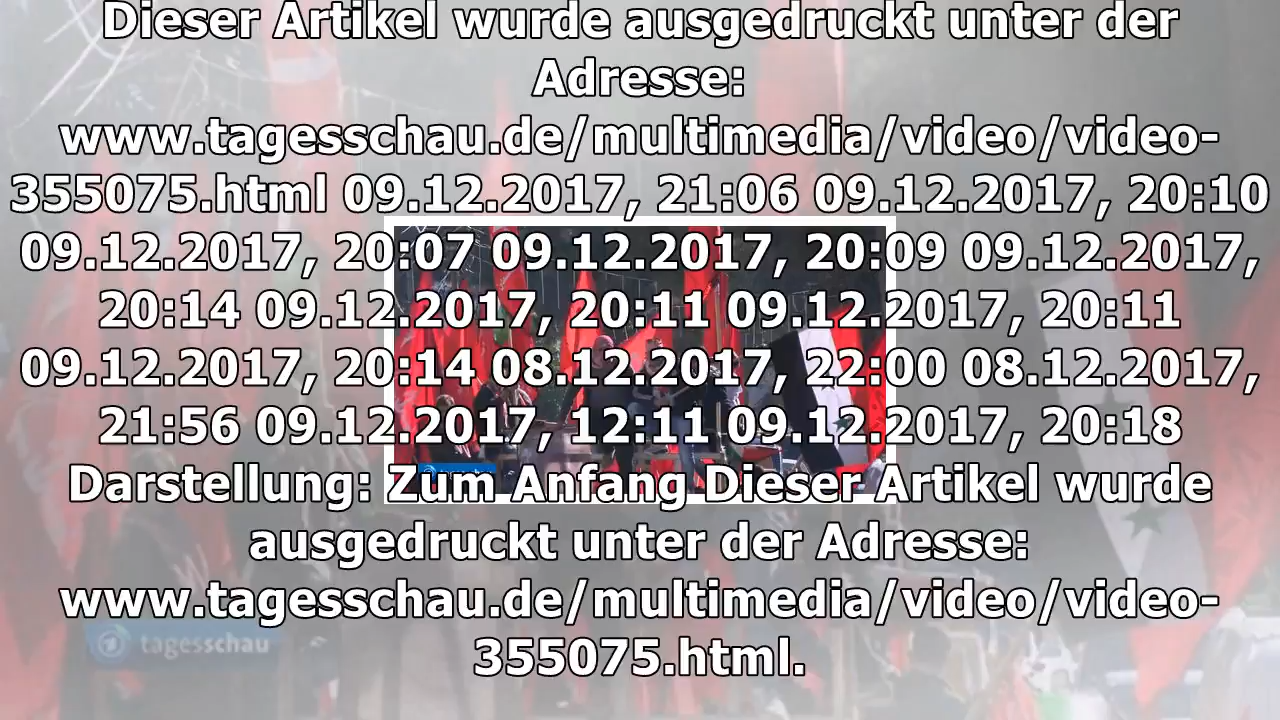 Dieser Artikel wurde ausgedruckt unter der
Adresse:
www.tagesschau.de/multimedia/video/video-
355075.html 09.12.2017, 21:06 09.12.2017, 20:10
09.12.2017, 20:07 09.12.2017, 20:09 09.12.2017,
20:14 09.12.2017, 20:11 09.12.2017, 20:11
09.12.2017, 20:14 08.12.2017, 22:00 08.12.2017,
21:56 09.12.2017, 12:11 09.12.2017, 20:18
Darstellung: Zum Anfang Dieser Artikel wurde
ausgedruckt unter der Adresse:
www.tagesschau.de/multimedia/video/video-
355075.html.
tagesschau